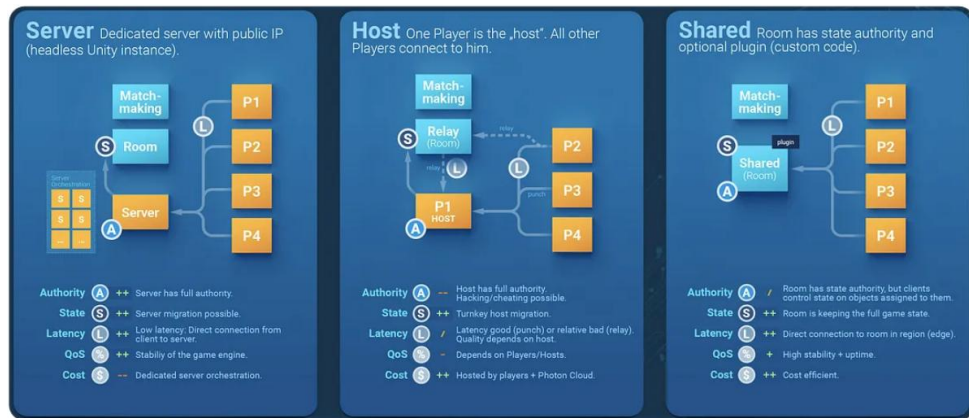 Server Dedicated server with public IP
(headless Unity instance).
Match-
making
Room
S
Server
Orchestration
S S
S S
... ...
Server
A
L
P1
P2
P3
P4
Authority A ++ Server has full authority.
State S ++ Server migration possible.
Latency L ++ Low latency: Direct connection from
client to server.
QoS % ++ Stabiliy of the game engine.
Cost $ -- Dedicated server orchestration.
Host One Player is the „host“. All other
Players connect to him.
Match-
making
S
Relay
(Room)
relay
relay
L
L
P1
HOST
A
punch
P2
P3
P4
Authority A -- Host has full authority.
Hacking/cheating possible.
State S ++ Turnkey host migration.
Latency L / Latency good (punch) or relative bad (relay).
Quality depends on host.
QoS % - Depends on Players/Hosts.
Cost $ ++ Hosted by players + Photon Cloud.
Shared Room has state authority and
optional plugin (custom code).
Match-
making
S
plugin
Shared
(Room)
A
L
P1
P2
P3
P4
Authority A / Room has state authority, but clients
control state on objects assigned to them.
State S ++ Room is keeping the full game state.
Latency L ++ Direct connection to room in region (edge).
QoS % + High stability + uptime.
Cost $ ++ Cost efficient.